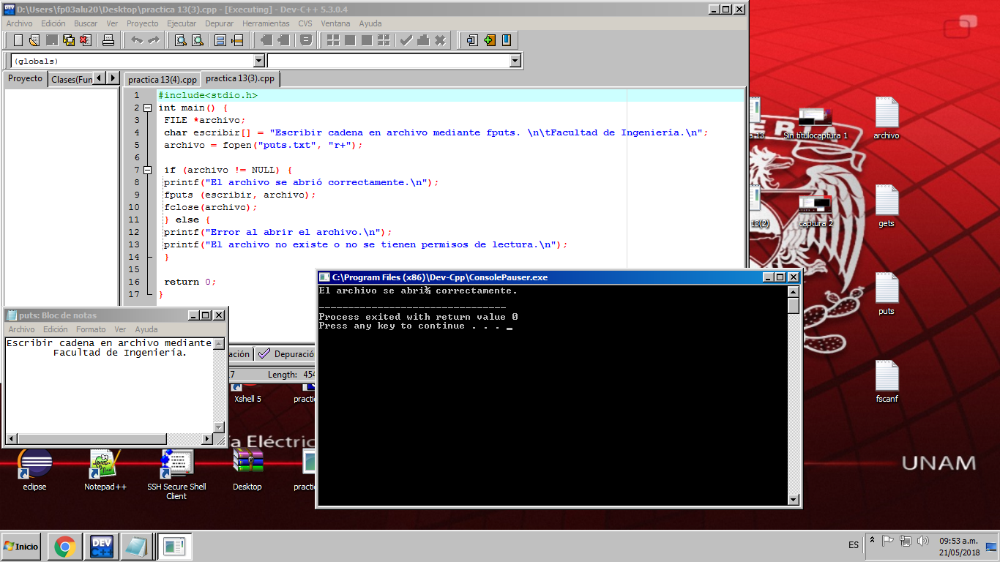 D:\Users\fp03alu20\Desktop\practica 13(3).cpp - [Executing] - Dev-C++ 5.3.0.4
Archivo Edición Buscar Ver Proyecto Ejecutar Depurar Herramientas CVS Ventana Ayuda
(globals)
Proyecto Clases(Fun
practica 13(4).cpp practica 13(3).cpp
1 #include<stdio.h>
2 int main() {
3 FILE *archivo;
4 char escribir[] = "Escribir cadena en archivo mediante fputs. \n\tFacultad de Ingeniería.\n";
5 archivo = fopen("puts.txt", "r+");
6
7 if (archivo != NULL) {
8 printf("El archivo se abrió correctamente.\n");
9 fputs (escribir, archivo);
10 fclose(archivo);
11 } else {
12 printf("Error al abrir el archivo.\n");
13 printf("El archivo no existe o no se tienen permisos de lectura.\n");
14 }
15
16 return 0;
17 }
ación Depuració
.7 Length: 454
puts: Bloc de notas
Archivo Edición Formato Ver Ayuda
Escribir cadena en archivo mediante
Facultad de Ingeniería.
C:\Program Files (x86)\Dev-Cpp\ConsolePauser.exe
El archivo se abri¾ correctamente.
--------------------------------
Process exited with return value 0
Press any key to continue . . . _
a 13
Sin títulocaptura 1
archivo
13(2)
captura 2
gets
puts
fscanf
ERTA
Xshell 5
practic
ía Eléctric
eclipse
Notepad++
SSH Secure Shell
Client
Desktop
practic
UNAM
Inicio
DEV
C++
ES
09:53 a.m.
21/05/2018